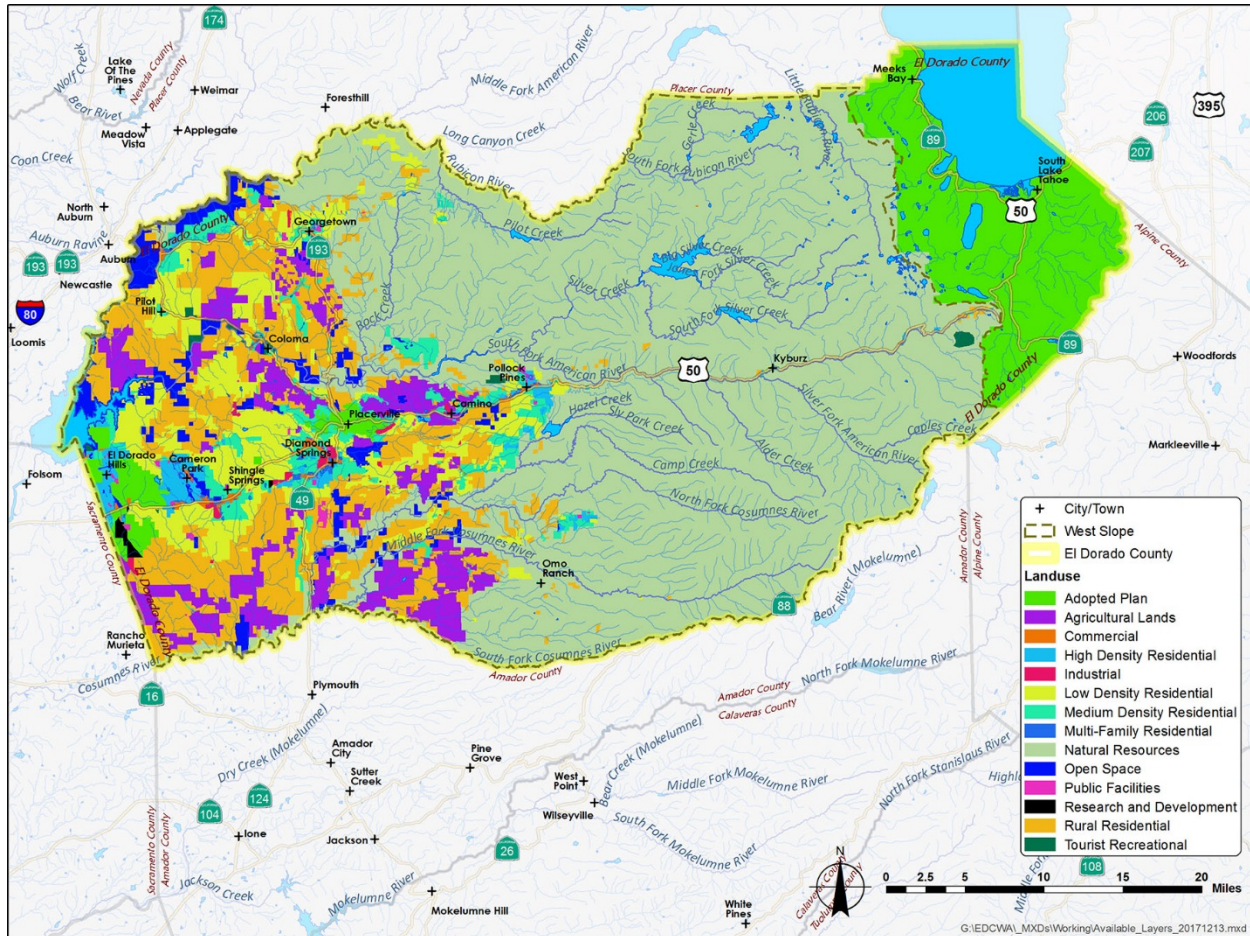 174
Lake
Of The
Pines
Weimar
Nevada County
Placer County
Wolf Creek
Bear River
Meadow
Vista
Applegate
Coon Creek
Foresthill
Middle Fork American River
Long Canyon Creek
Rubicon River
Placer County
Gerle Creek
Little Rubicon River
South Fork Rubicon River
Meeks
Bay
El Dorado County
89
395
206
207
South
Lake
Tahoe
50
Alpine County
North
Auburn
Auburn Ravine
Auburn
193
193
Newcastle
80
Loomis
Dorado County
Georgetown
193
Pilot Creek
Silver Creek
South Fork Silver Creek
Rock Creek
Pilot
Hill
Coloma
South Fork American River
Pollock
Pines
50
Kyburz
89
Woodfords
El Dorado County
Placerville
Camino
Hazel Creek
Sly Park Creek
Silver Fork American River
Caples Creek
Alder Creek
Camp Creek
North Fork Cosumnes River
Markleeville
Folsom
El Dorado
Hills
Cameron
Park
Shingle
Springs
Diamond
Springs
49
Sacramento County
El Dorado County
Middle Fork Cosumnes River
Omo
Ranch
Amador County
Alpine County
Bear River (Mokelumne)
88
Rancho
Murieta
Cosumnes River
South Fork Cosumnes River
Amador County
16
Plymouth
North Fork Mokelumne River
Amador County
Calaveras County
Dry Creek (Mokelumne)
Amador
City
Sutter
Creek
Pine
Grove
West
Point
Bear Creek (Mokelumne)
Middle Fork Mokelumne River
North Fork Stanislaus River
Wilseyville
124
104
Ione
Jackson
26
South Fork Mokelumne River
Sacramento County
Amador County
Jackson Creek
Mokelumne River
Mokelumne Hill
White
Pines
Calaveras County
Tuolumne County
108
City/Town
West Slope
El Dorado County
Landuse
Adopted Plan
Agricultural Lands
Commercial
High Density Residential
Industrial
Low Density Residential
Medium Density Residential
Multi-Family Residential
Natural Resources
Open Space
Public Facilities
Research and Development
Rural Residential
Tourist Recreational
N
0 2.5 5 10 15 20
Miles
G:\EDCWA\_MXDs\Working\Available_Layers_20171213.mxd